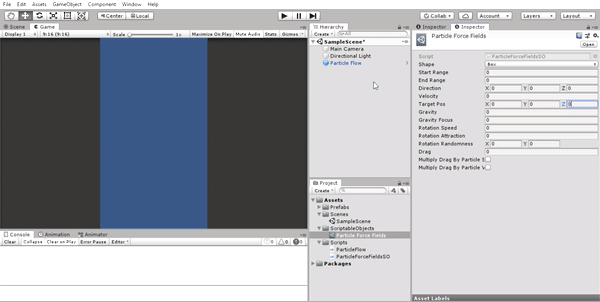 File Edit Assets GameObject Component Window Help
Center Local
Collab Account Layers Layout
Scene Game
Display 1 9:16 (9:16) Scale 1x Maximize On Play Mute Audio Stats Gizmos
Hierarchy
Create All
SampleScene*
Main Camera
Directional Light
Particle Flow
Project
Create
Assets
Prefabs
Scenes
SampleScene
ScriptableObjects
Particle Force Fields
Scripts
ParticleFlow
ParticleForceFieldsSO
Packages
Console Animation Animator
Clear Collapse Clear on Play Error Pause Editor 0 0 0
Inspector Inspector
Particle Force Fields
Open
Script ParticleForceFieldsSO
Shape Box
Start Range 0
End Range 0
Direction X 0 Y 0 Z 0
Velocity 0
Target Pos X 0 Y 0 Z 0
Gravity 0
Gravity Focus 0
Rotation Speed 0
Rotation Attraction 0
Rotation Randomness X 0 Y 0
Drag 0
Multiply Drag By Particle S
Multiply Drag By Particle V
Asset Labels